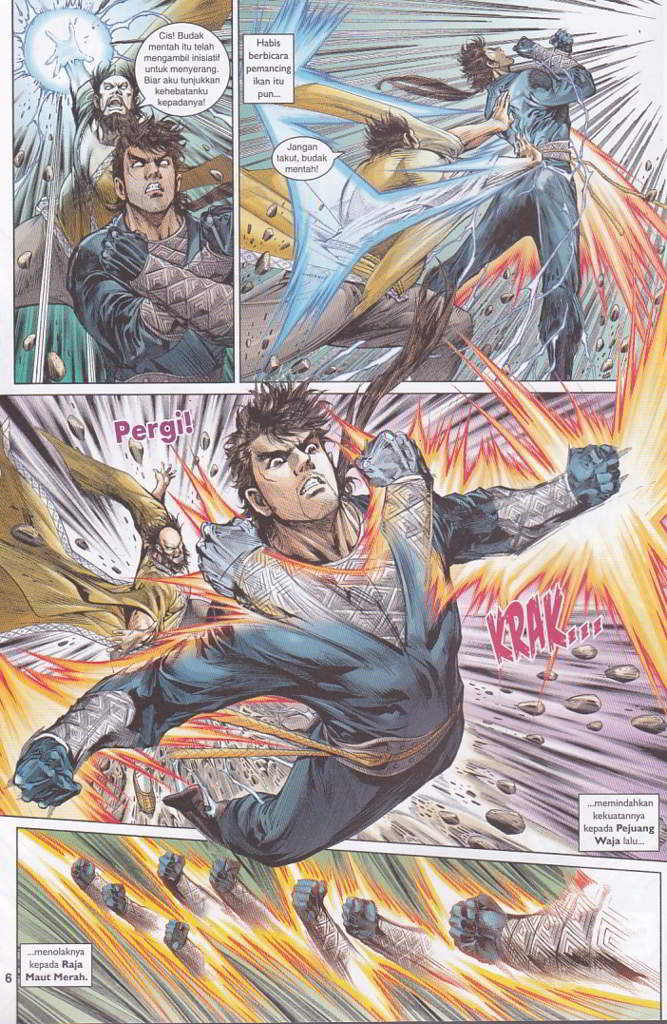 Cis! Budak
mentah itu telah
mengambil inisiatif
untuk menyerang.
Biar aku tunjukkan
kehebatanku
kepadanya!
Habis
berbicara
pemancing
ikan itu
pun...
Jangan
takut, budak
mentah!
Pergi!
KRAK...
...memindahkan
kekuatannya
kepada Pejuang
Waja lalu...
...menolaknya
kepada Raja
Maut Merah.
6